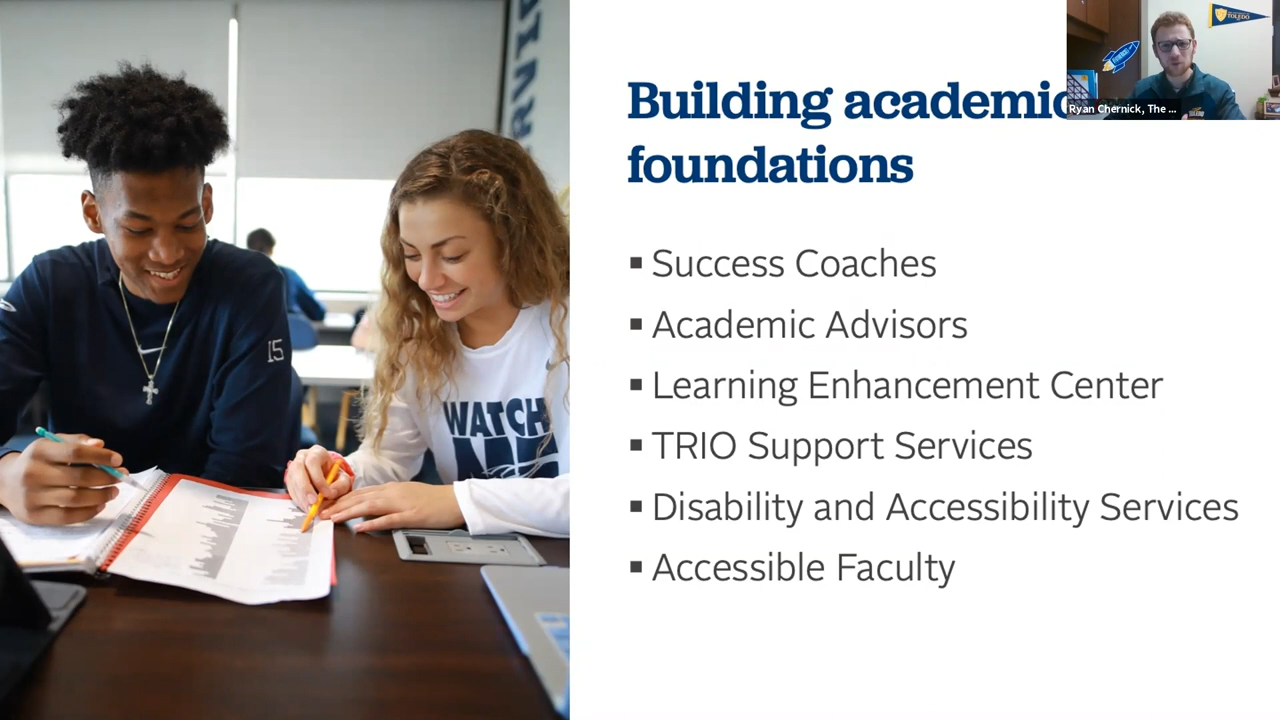 Building academic
foundations
Ryan Chernick, The ...
▪ Success Coaches
▪ Academic Advisors
▪ Learning Enhancement Center
▪ TRIO Support Services
▪ Disability and Accessibility Services
▪ Accessible Faculty
15
WATCH
ME
TOLEDO